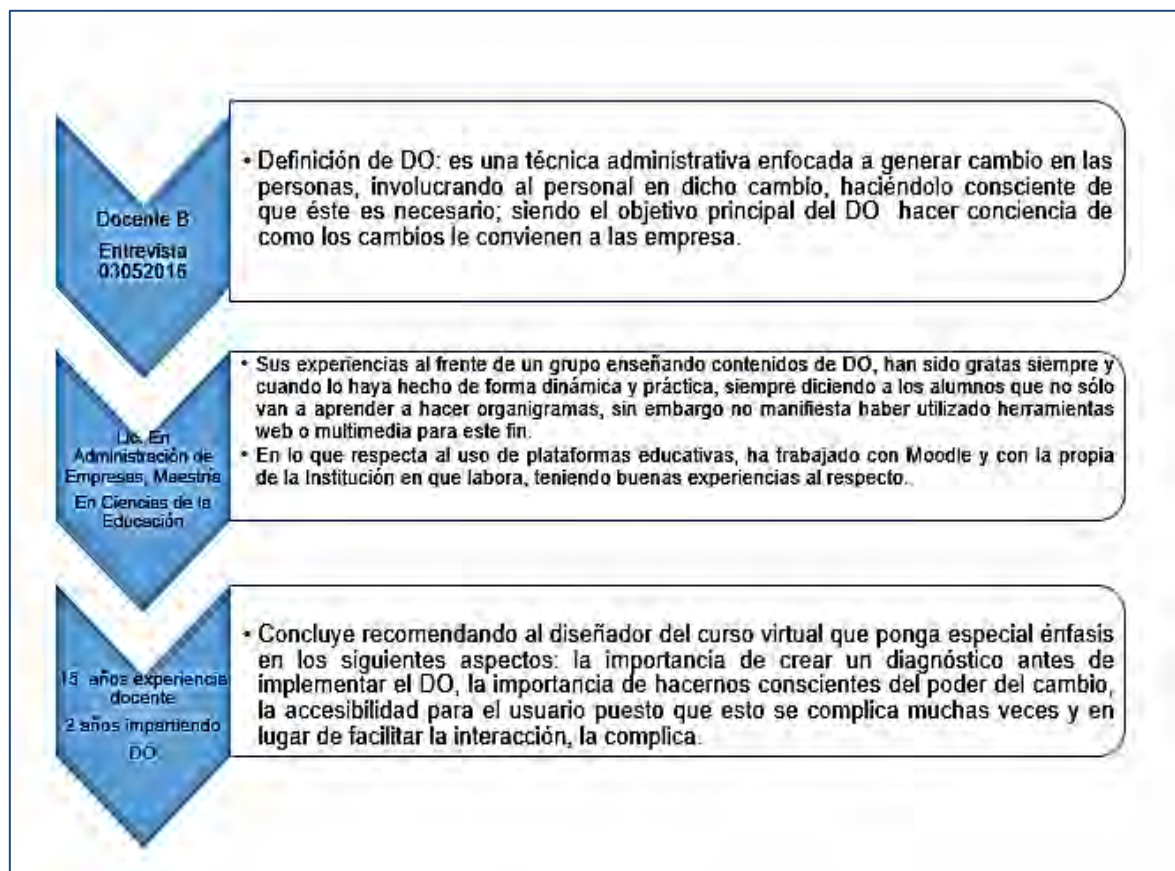 Docente B
Entrevista
03052016
• Definición de DO: es una técnica administrativa enfocada a generar cambio en las
personas, involucrando al personal en dicho cambio, haciéndolo consciente de
que éste es necesario; siendo el objetivo principal del DO hacer conciencia de
como los cambios le convienen a las empresa.
Lic. En
Administración de
Empresas, Maestría
En Ciencias de la
Educación
• Sus experiencias al frente de un grupo enseñando contenidos de DO, han sido gratas siempre y
cuando lo haya hecho de forma dinámica y práctica, siempre diciendo a los alumnos que no sólo
van a aprender a hacer organigramas, sin embargo no manifiesta haber utilizado herramientas
web o multimedia para este fin.
• En lo que respecta al uso de plataformas educativas, ha trabajado con Moodle y con la propia
de la Institución en que labora, teniendo buenas experiencias al respecto.
15 años experiencia
docente
2 años impartiendo
DO
• Concluye recomendando al diseñador del curso virtual que ponga especial énfasis
en los siguientes aspectos: la importancia de crear un diagnóstico antes de
implementar el DO, la importancia de hacernos conscientes del poder del cambio,
la accesibilidad para el usuario puesto que esto se complica muchas veces y en
lugar de facilitar la interacción, la complica.